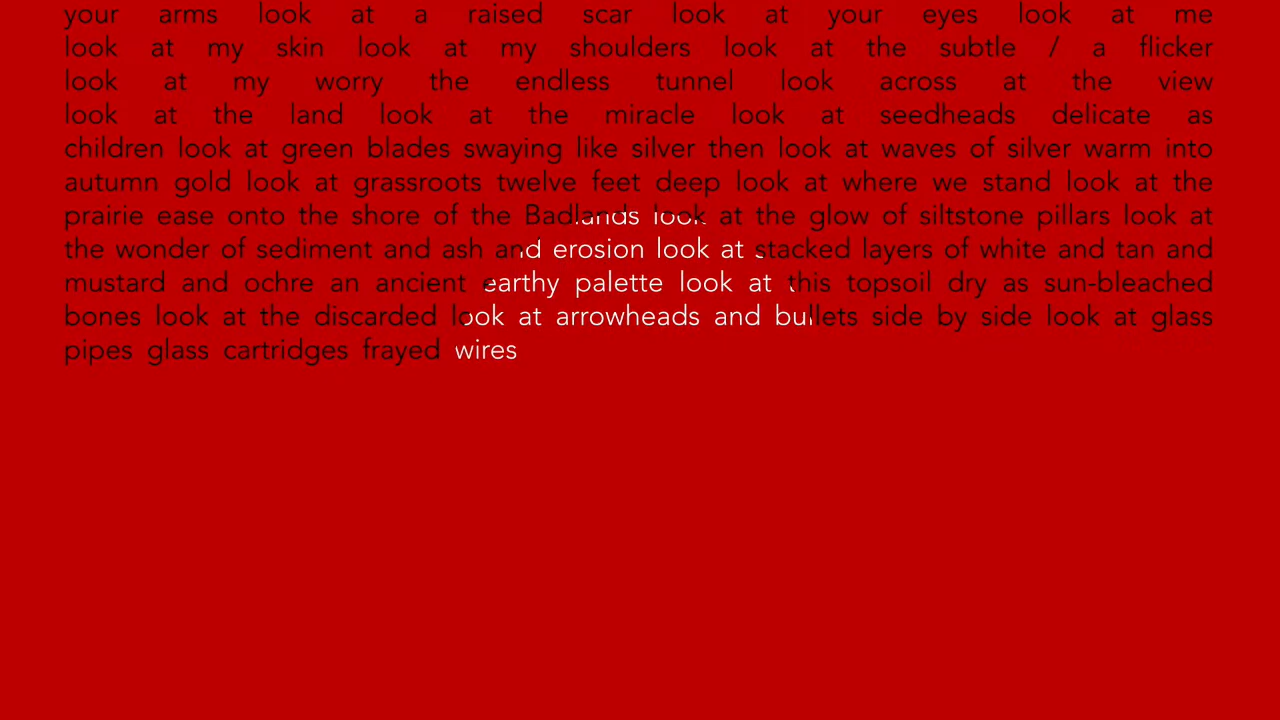 your arms look at a raised scar look at your eyes look at me
look at my skin look at my shoulders look at the subtle / a flicker
look at my worry the endless tunnel look across at the view
look at the land look at the miracle look at seedheads delicate as
children look at green blades swaying like silver then look at waves of silver warm into
autumn gold look at grassroots twelve feet deep look at where we stand look at the
prairie ease onto the shore of the Badlands look at the glow of siltstone pillars look at
the wonder of sediment and ash and erosion look at stacked layers of white and tan and
mustard and ochre an ancient earthy palette look at this topsoil dry as sun-bleached
bones look at the discarded look at arrowheads and bullets side by side look at glass
pipes glass cartridges frayed wires